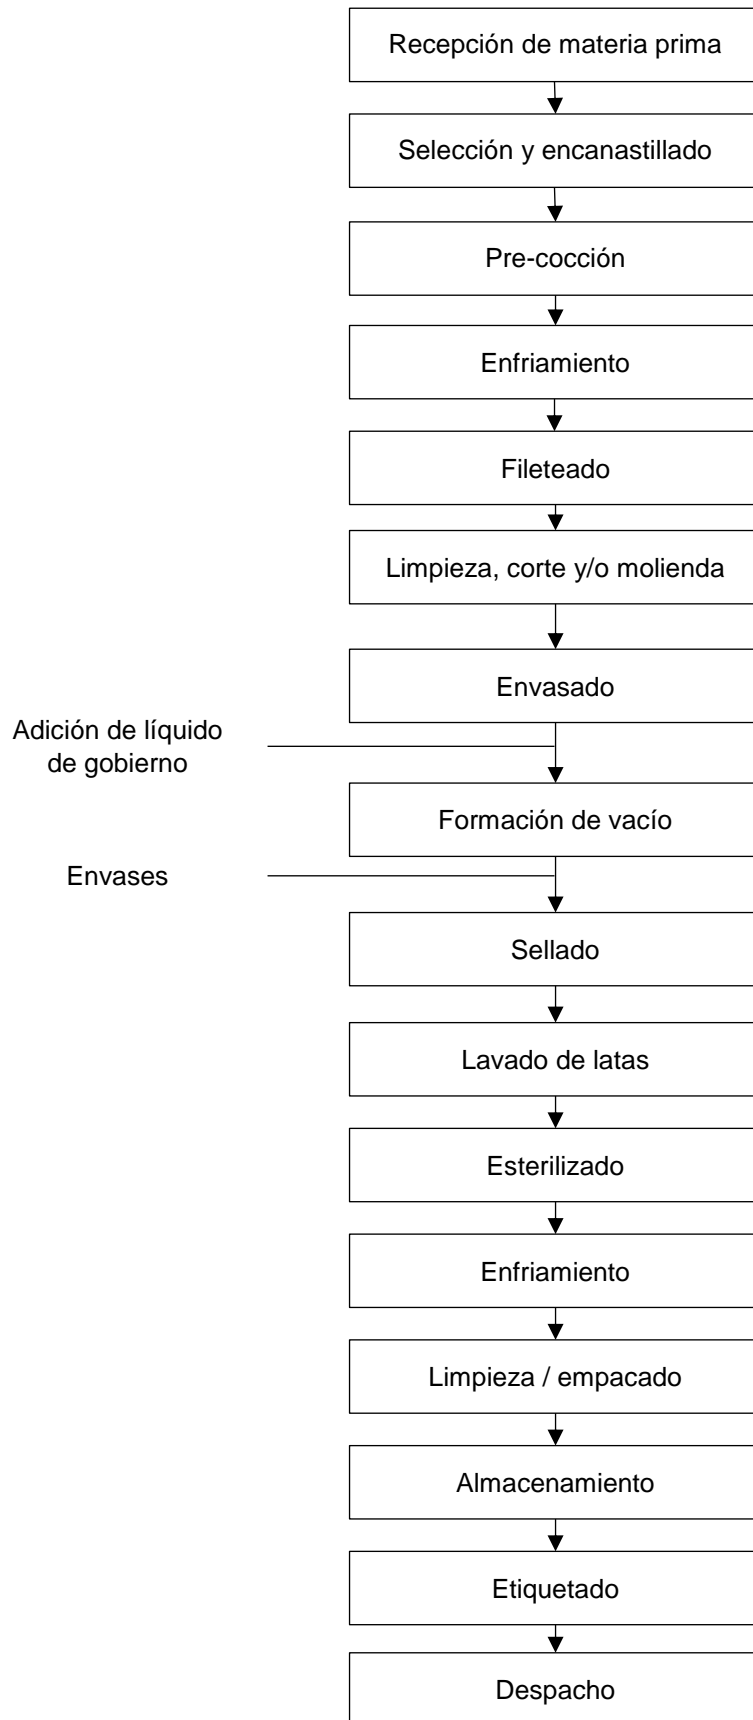 Recepción de materia prima
Selección y encanastillado
Pre-cocción
Enfriamiento
Fileteado
Limpieza, corte y/o molienda
Envasado
Adición de líquido
de gobierno
Formación de vacío
Envases
Sellado
Lavado de latas
Esterilizado
Enfriamiento
Limpieza / empacado
Almacenamiento
Etiquetado
Despacho